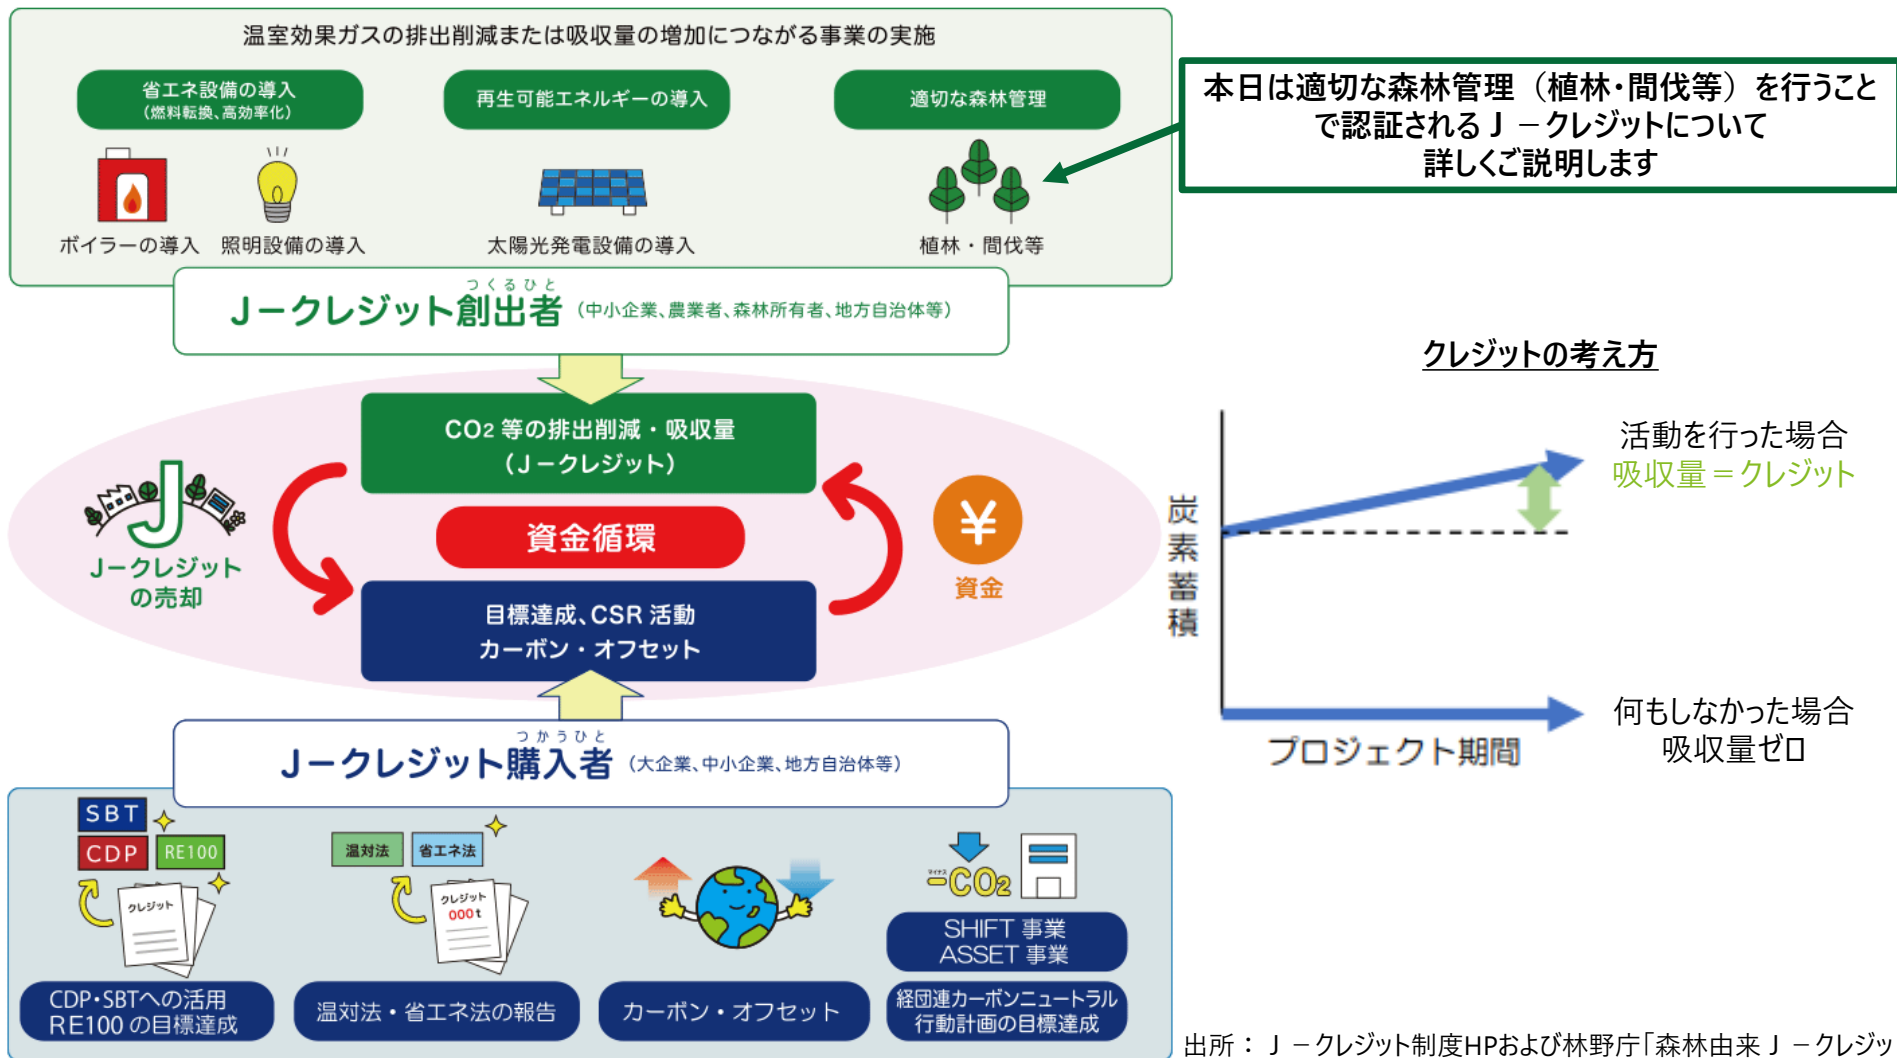 温室効果ガスの排出削減または吸収量の増加につながる事業の実施
省エネ設備の導入
(燃料転換、高効率化)
再生可能エネルギーの導入
適切な森林管理
ボイラーの導入
照明設備の導入
太陽光発電設備の導入
植林・間伐等
本日は適切な森林管理（植林・間伐等）を行うこと
で認証されるＪ－クレジットについて
詳しくご説明します
つくるひと
J－クレジット創出者（中小企業、農業者、森林所有者、地方自治体等）
CO2 等の排出削減・吸収量
（J－クレジット）
資金循環
J
J－クレジット
の売却
¥
資金
目標達成、CSR 活動
カーボン・オフセット
つかうひと
J－クレジット購入者（大企業、中小企業、地方自治体等）
SBT
CDP
RE100
クレジット
CDP・SBTへの活用
RE100 の目標達成
温対法
省エネ法
クレジット
000t
温対法・省エネ法の報告
カーボン・オフセット
マイナス
－CO2
SHIFT 事業
ASSET 事業
経団連カーボンニュートラル
行動計画の目標達成
クレジットの考え方
炭素蓄積
活動を行った場合
吸収量＝クレジット
何もしなかった場合
吸収量ゼロ
プロジェクト期間
出所：Ｊ－クレジット制度HPおよび林野庁「森林由来Ｊ－クレジッ